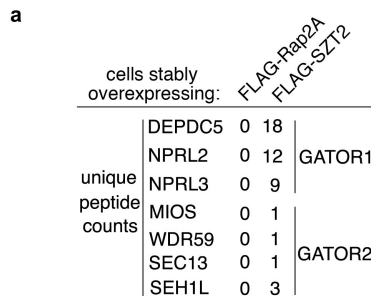 a
cells stably
overexpressing:
FLAG-Rap2A
FLAG-SZT2
unique
peptide
counts
DEPDC5 0 18
NPRL2 0 12
NPRL3 0 9
GATOR1
MIOS 0 1
WDR59 0 1
SEC13 0 1
SEH1L 0 3
GATOR2